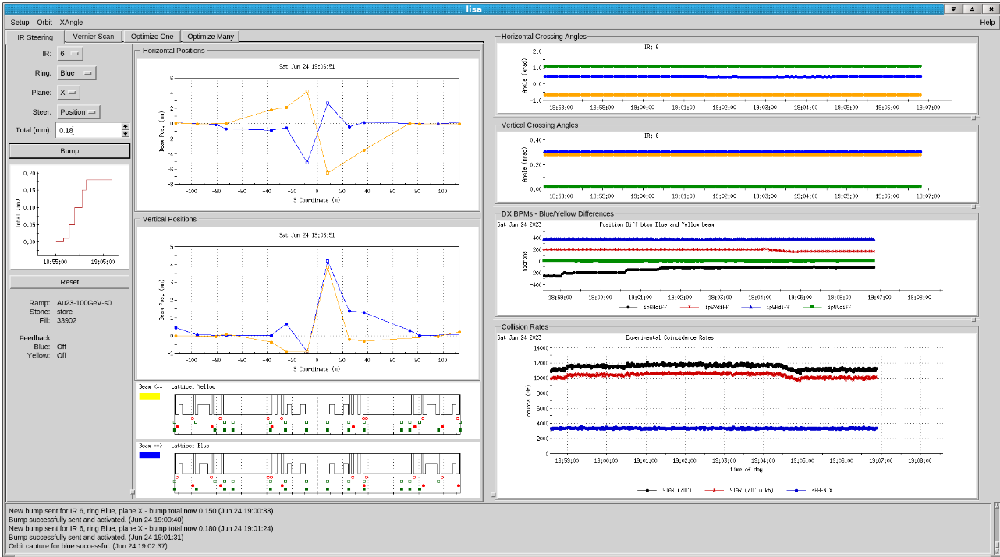 lisa
Setup Orbit XAngle Help
IR Steering Vernier Scan Optimize One Optimize Many
IR: 6
Ring: Blue
Plane: X
Steer: Position
Total (mm): 0.18
Bump
0.20
0.15
0.10
0.05
0.00
Total (mm)
18:55:00 19:05:00
Reset
Ramp: Au23-100GeV-s0
Stone: store
Fill: 33902
Feedback
Blue: Off
Yellow: Off
Horizontal Positions
Sat Jun 24 19:06:51
6
4
2
0
-2
-4
-6
-8
Beam Pos. (mm)
-100 -80 -60 -40 -20 0 20 40 60 80 100
S Coordinate (m)
Vertical Positions
Sat Jun 24 19:06:51
5
4
3
2
1
0
-1
Beam Pos. (mm)
-100 -80 -60 -40 -20 0 20 40 60 80 100
S Coordinate (m)
Beam <== Lattice: Yellow
Beam ==> Lattice: Blue
Horizontal Crossing Angles
IR: 6
2.0
1.0
0.0
-1.0
Angle (mrad)
18:58:00 18:59:00 19:00:00 19:01:00 19:02:00 19:03:00 19:04:00 19:05:00 19:06:00 19:07:00
Vertical Crossing Angles
IR: 6
0.40
0.20
0.00
Angle (mrad)
18:58:00 18:59:00 19:00:00 19:01:00 19:02:00 19:03:00 19:04:00 19:05:00 19:06:00 19:07:00
DX BPMs - Blue/Yellow Differences
Sat Jun 24 2023 Position Diff btwn Blue and Yellow beam
400
200
0
-200
-400
microns
18:59:00 19:00:00 19:01:00 19:02:00 19:03:00 19:04:00 19:05:00 19:06:00 19:07:00 19:08:00
ip6Hdiff ip6Vdiff ip8Hdiff ip8Vdiff
Collision Rates
Sat Jun 24 2023 Experimental Coincidence Rates
14000
12000
10000
8000
6000
4000
2000
0
counts (Hz)
18:59:00 19:00:00 19:01:00 19:02:00 19:03:00 19:04:00 19:05:00 19:06:00 19:07:00 19:08:00
time of day
STAR (ZDC) STAR (ZDC w kb) sPHENIX
New bump sent for IR 6, ring Blue, plane X - bump total now 0.150 (Jun 24 19:00:33)
Bump successfully sent and activated. (Jun 24 19:00:40)
New bump sent for IR 6, ring Blue, plane X - bump total now 0.180 (Jun 24 19:01:24)
Bump successfully sent and activated. (Jun 24 19:01:31)
Orbit capture for blue successful. (Jun 24 19:02:37)